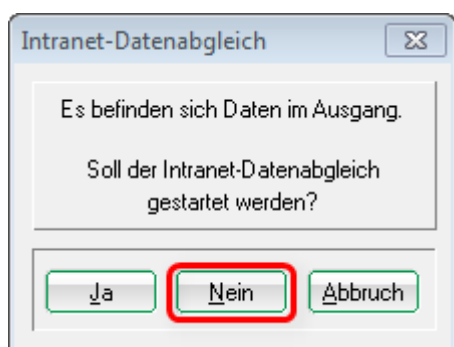 Intranet-Datenabgleich
Es befinden sich Daten im Ausgang.
Soll der Intranet-Datenabgleich
gestartet werden?
Ja Nein Abbruch